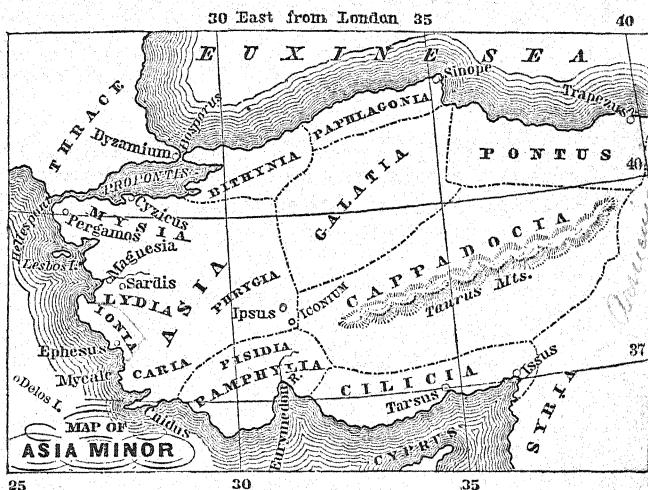 30 East from London 35 40
EUXINE SEA
THRACE
Sinope
Trapezus
Bosporus
Byzamium
PAPHLAGONIA
PONTUS
40
BITHYNIA
PROPONTIS
GALATIA
Cyzicus
Hellespont
MYSIA
Pergamos
Magnesia
Lesbos I.
Sardis
LYDIA
ASIA
PHRYGIA
CAPPADOCIA
Taurus Mts.
Armenia
Ipsus
ICONIUM
IONIA
Ephesus
PISIDIA
37
Issus
CARIA
PAMPHYLIA
CILICIA
Mycale
Delos I.
Tarsus
Cnidus
Eurymedon R.
SYRIA
CYPRUS
MAP OF
ASIA MINOR
25 30 35